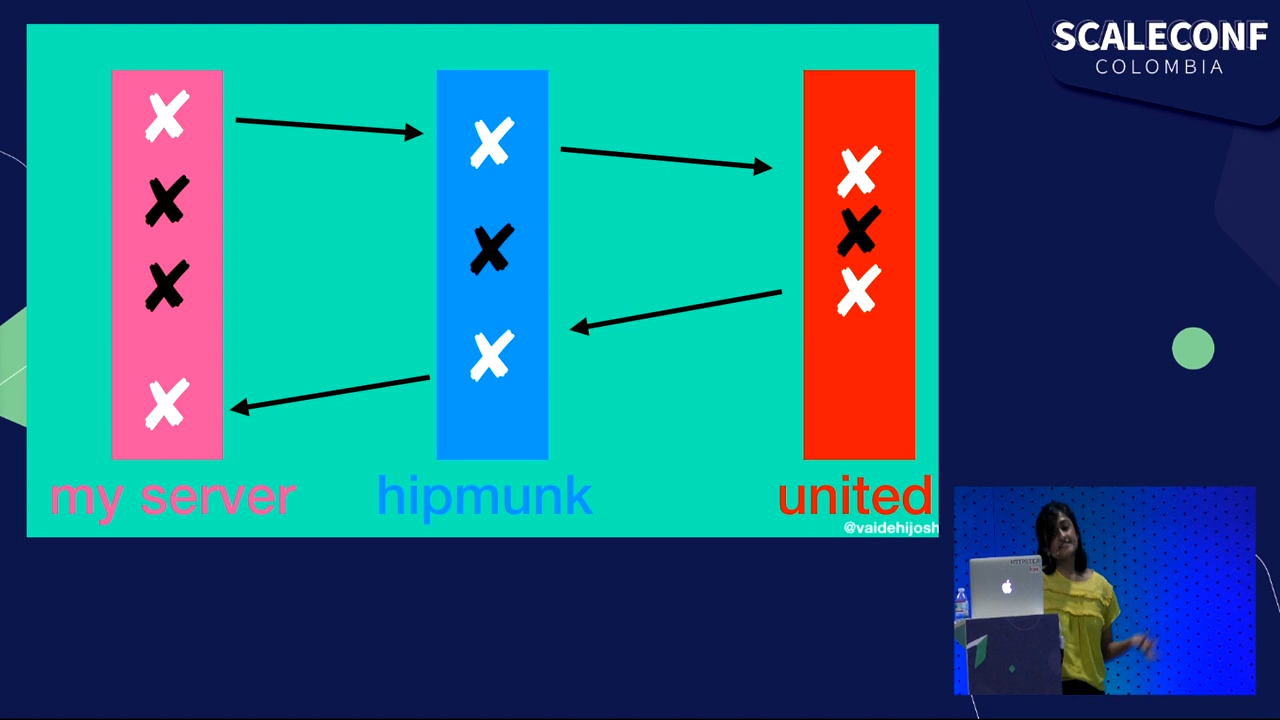 SCALECONF
COLOMBIA
my server
hipmunk
united
@vaidehijosh